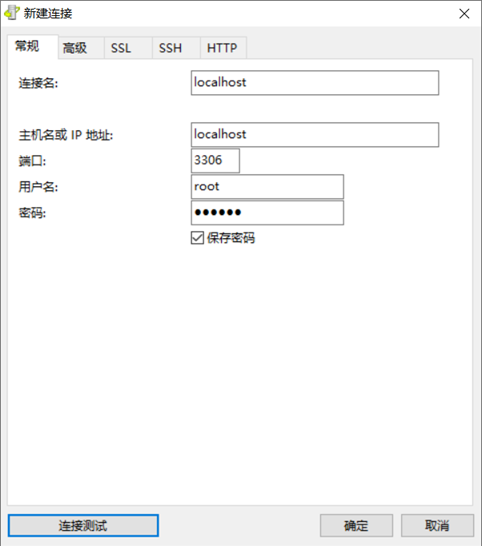 新建连接
常规 高级 SSL SSH HTTP
连接名: localhost
主机名或 IP 地址: localhost
端口: 3306
用户名: root
密码: ●●●●●●
保存密码
连接测试 确定 取消